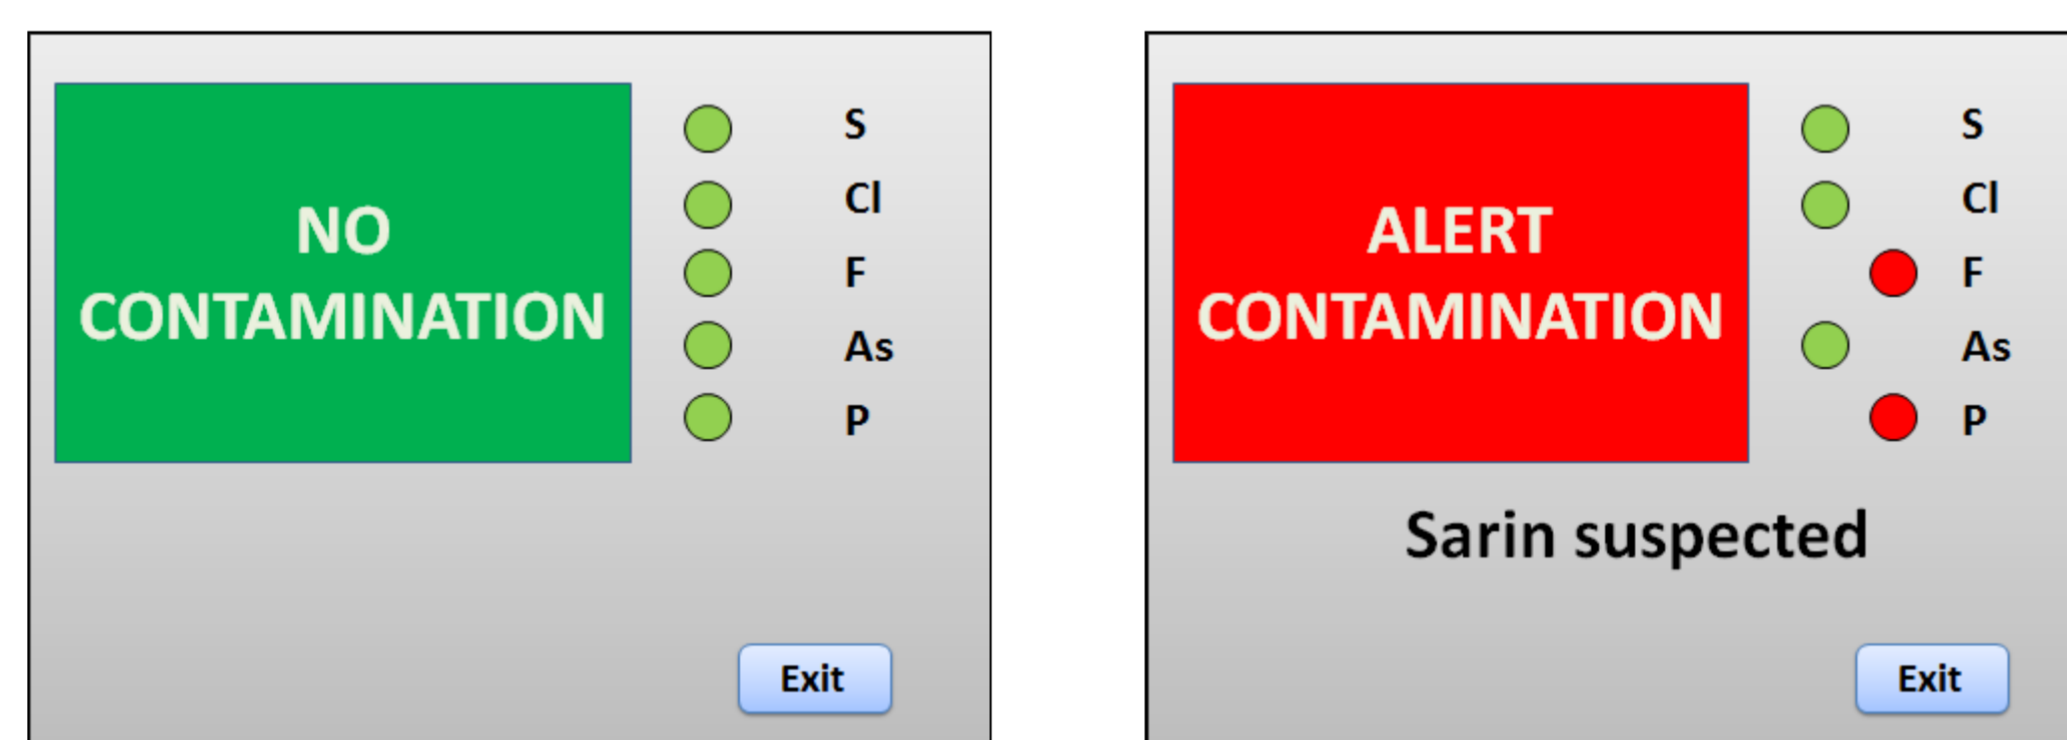 NO
CONTAMINATION
S
Cl
F
As
P
Exit
ALERT
CONTAMINATION
S
Cl
F
As
P
Sarin suspected
Exit